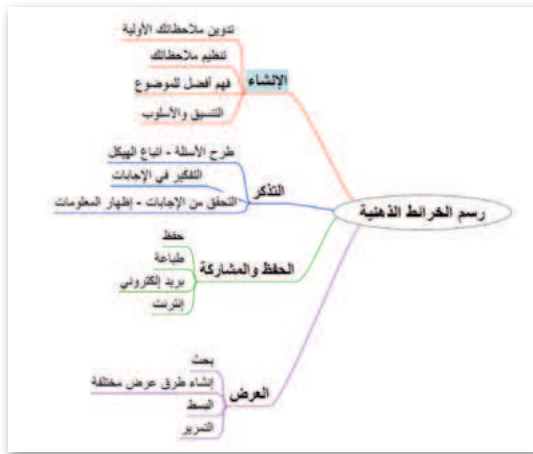 رسم الخرائط الذهنية
الإنشاء
تدوين ملاحظاتك الأولية
تنظيم ملاحظاتك
فهم أفضل للموضوع
التنسيق والأسلوب
التذكر
طرح الأسئلة - اتباع الهيكل
التفكير في الإجابات
التحقق من الإجابات - إظهار المعلومات
الحفظ والمشاركة
حفظ
طباعة
بريد إلكتروني
إنترنت
العرض
بحث
إنشاء طرق عرض مختلفة
البسط
التمرير